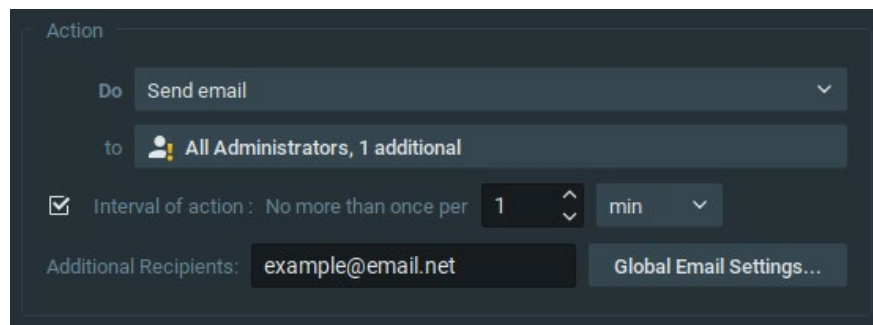 Action
Do Send email
to All Administrators, 1 additional
Interval of action : No more than once per 1 min
Additional Recipients: example@email.net Global Email Settings...